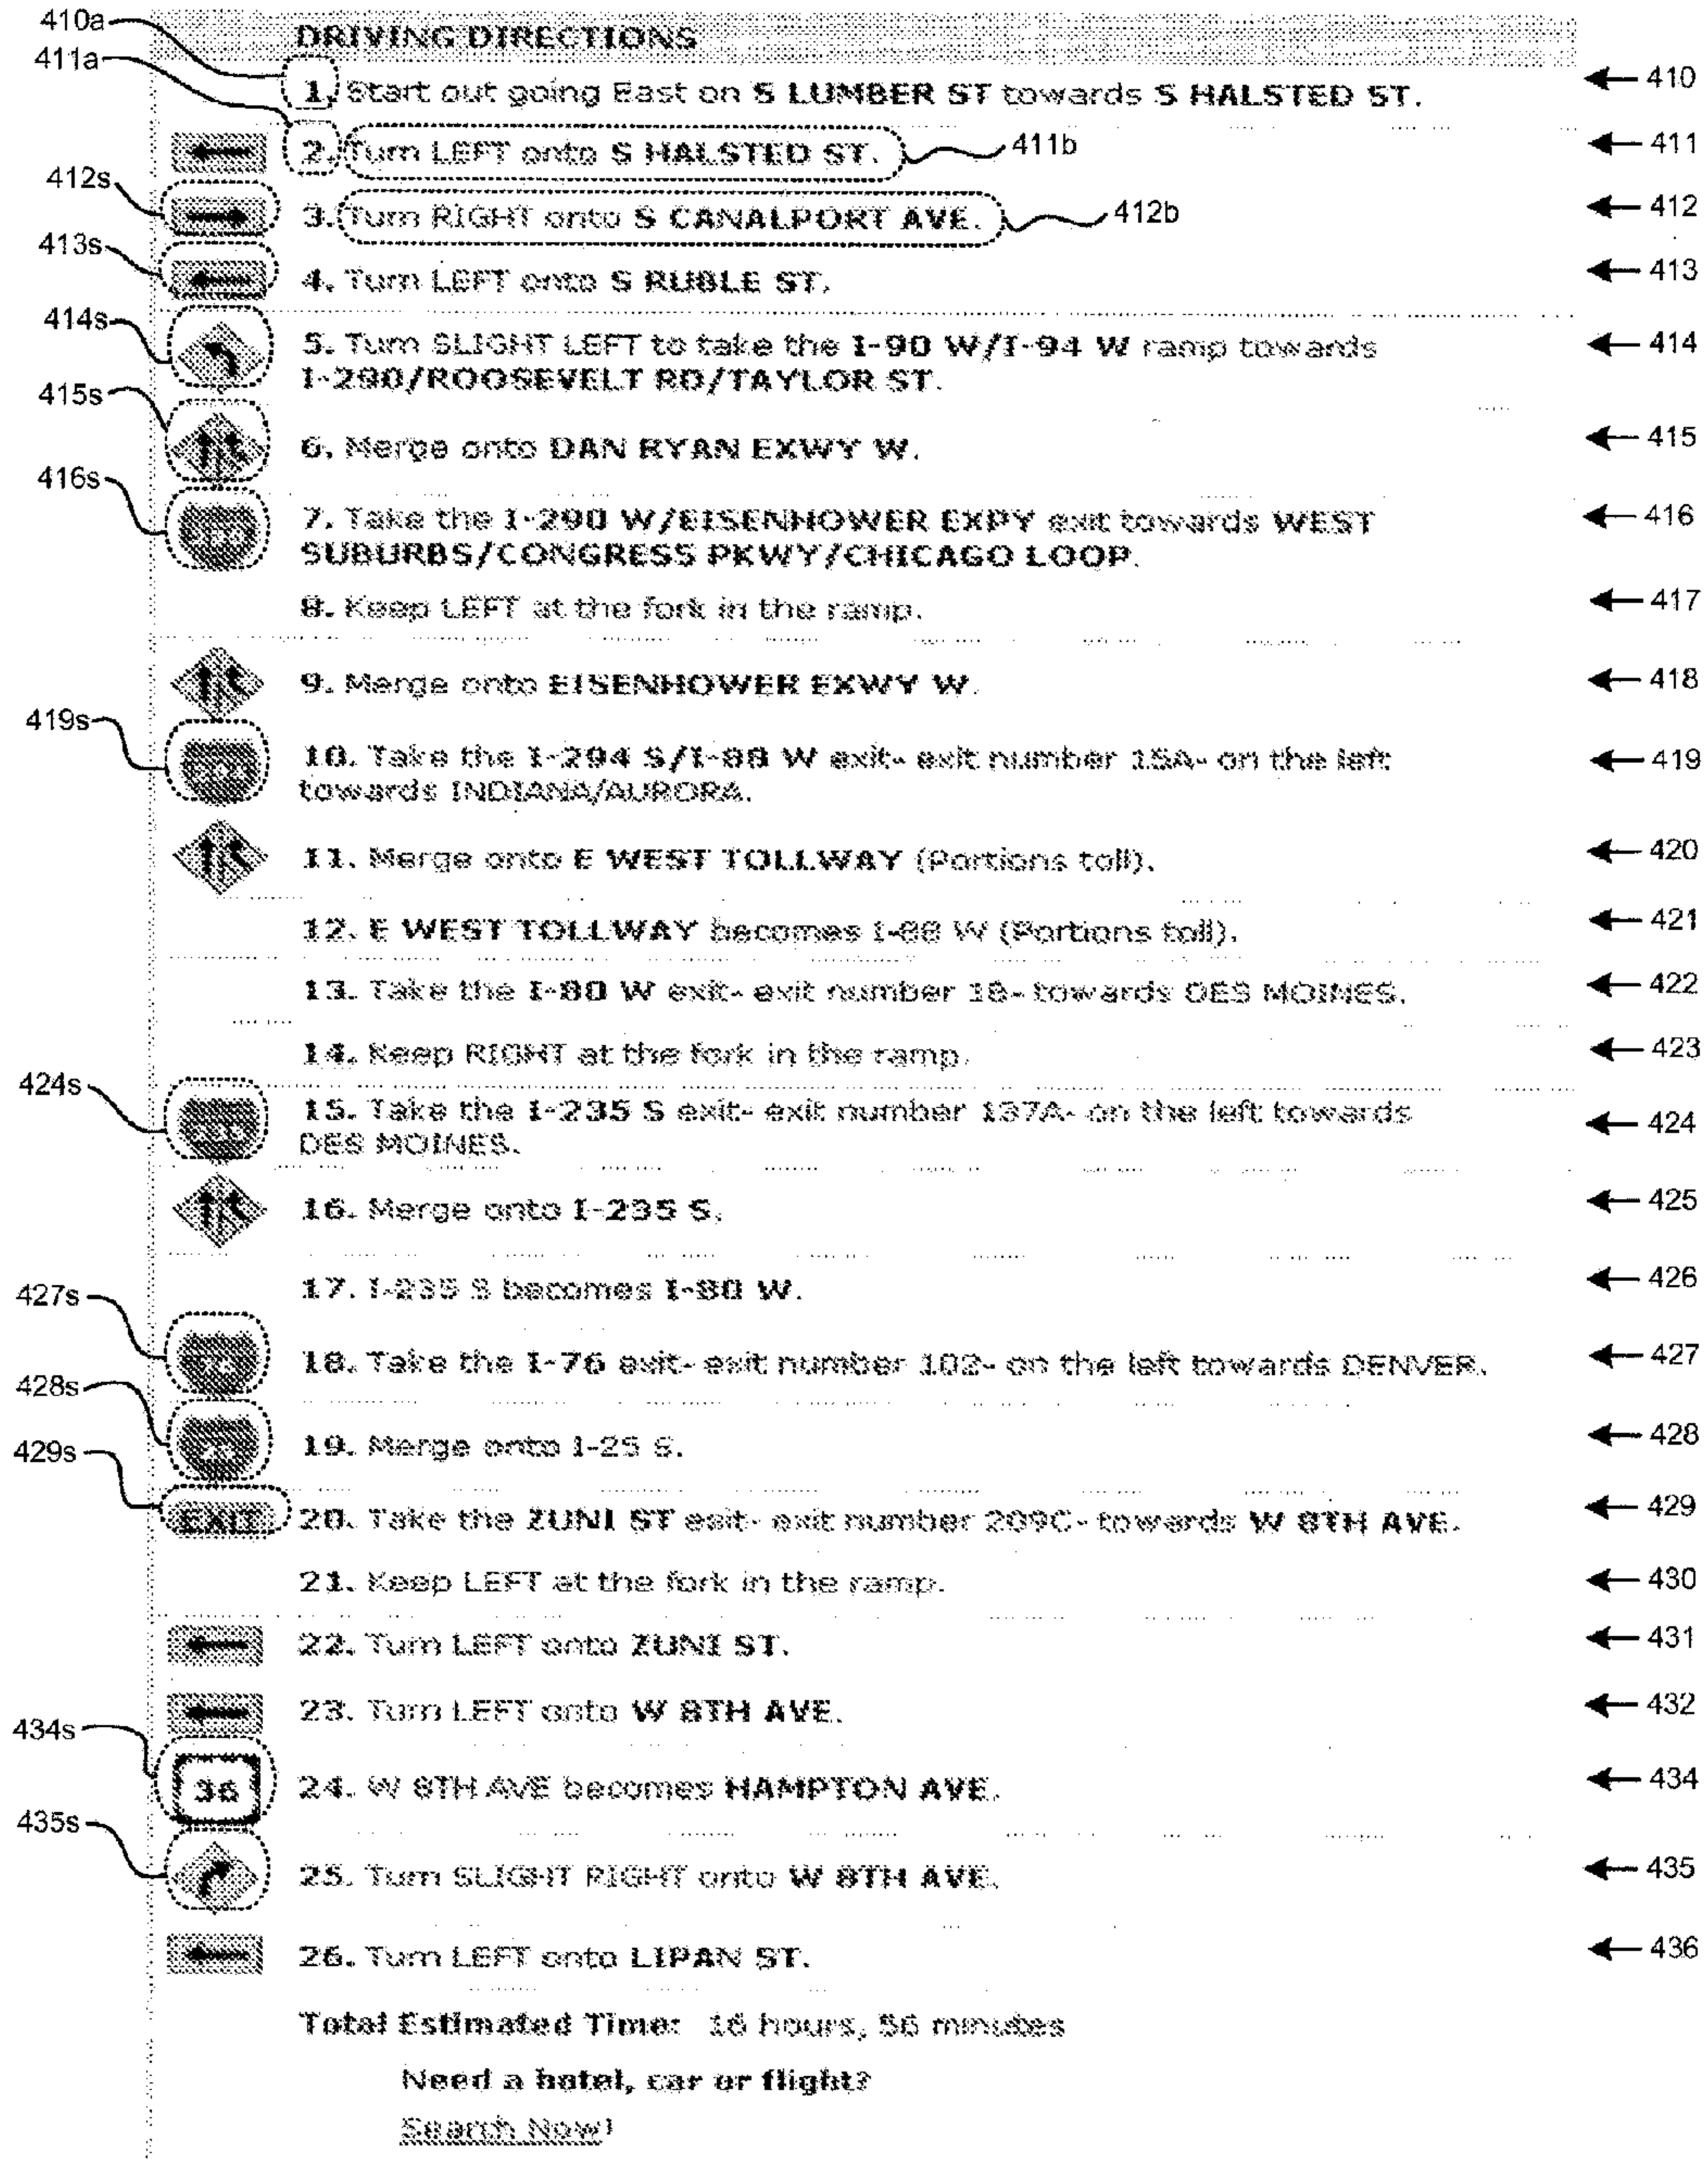 DRIVING DIRECTIONS
410a
411a
1. Start out going East on S LUMBER ST towards S HALSTED ST. 410
2. Turn LEFT onto S HALSTED ST. 411b 411
412s
3. Turn RIGHT onto S CANALPORT AVE. 412b 412
413s
4. Turn LEFT onto S RUBLE ST. 413
414s
5. Turn SLIGHT LEFT to take the I-90 W/I-94 W ramp towards 414
I-290/ROOSEVELT RD/TAYLOR ST.
415s
6. Merge onto DAN RYAN EXWY W. 415
416s
7. Take the I-290 W/EISENHOWER EXPY exit towards WEST 416
SUBURBS/CONGRESS PKWY/CHICAGO LOOP.
8. Keep LEFT at the fork in the ramp. 417
9. Merge onto EISENHOWER EXWY W. 418
419s
10. Take the I-294 S/I-88 W exit- exit number 15A- on the left 419
towards INDIANA/AURORA.
11. Merge onto E WEST TOLLWAY (Portions toll). 420
12. E WEST TOLLWAY becomes I-88 W (Portions toll). 421
13. Take the I-80 W exit- exit number 18- towards DES MOINES. 422
14. Keep RIGHT at the fork in the ramp. 423
424s
15. Take the I-235 S exit- exit number 137A- on the left towards 424
DES MOINES.
16. Merge onto I-235 S. 425
17. I-235 S becomes I-80 W. 426
427s
18. Take the I-76 exit- exit number 102- on the left towards DENVER. 427
428s
19. Merge onto I-25 S. 428
429s
EXIT 20. Take the ZUNI ST exit- exit number 209C- towards W 8TH AVE. 429
21. Keep LEFT at the fork in the ramp. 430
22. Turn LEFT onto ZUNI ST. 431
23. Turn LEFT onto W 8TH AVE. 432
434s
36 24. W 8TH AVE becomes HAMPTON AVE. 434
435s
25. Turn SLIGHT RIGHT onto W 8TH AVE. 435
26. Turn LEFT onto LIPAN ST. 436
Total Estimated Time: 16 hours, 56 minutes
Need a hotel, car or flight?
Search Now!